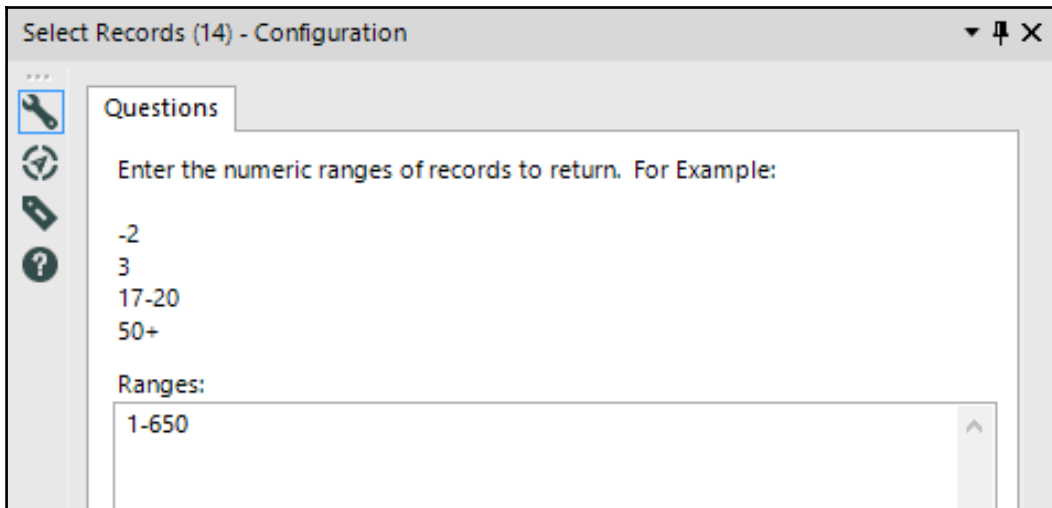 Select Records (14) - Configuration
Questions
Enter the numeric ranges of records to return.  For Example:
-2
3
17-20
50+
Ranges:
1-650